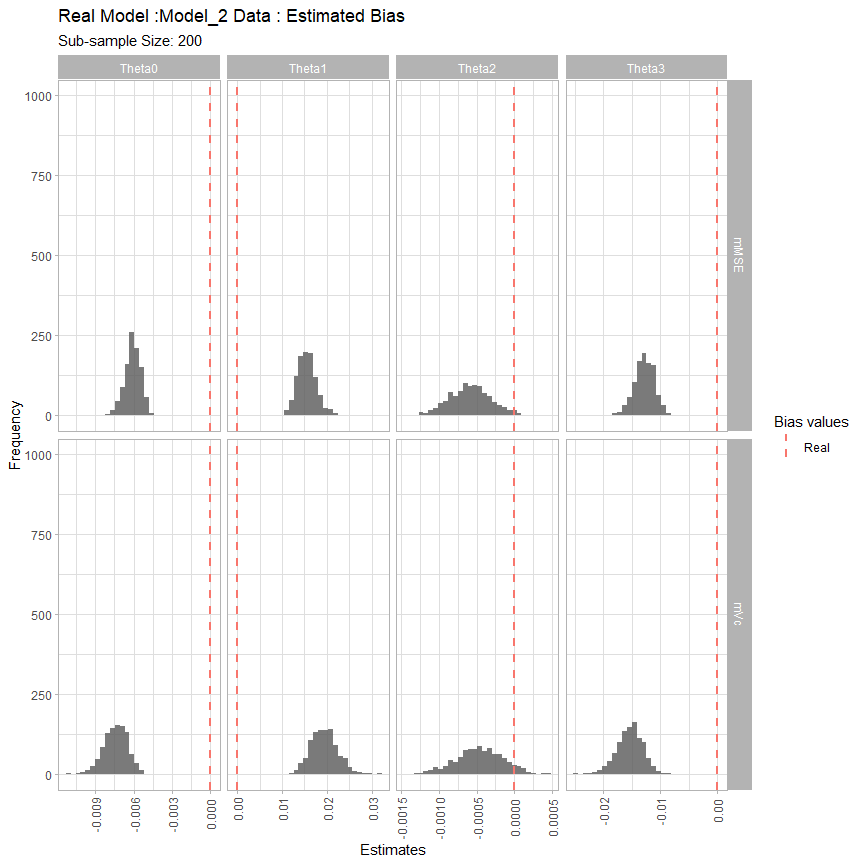 Real Model :Model_2 Data : Estimated Bias
Sub-sample Size: 200
Theta0 Theta1 Theta2 Theta3
1000
750
500
250
0
mMSE
Frequency
1000
750
500
250
0
mVc
-0.009 -0.006 -0.003 0.000 0.00 0.01 0.02 0.03 -0.0015 -0.0010 -0.0005 0.0000 0.0005 -0.02 -0.01 0.00
Estimates
Bias values
Real